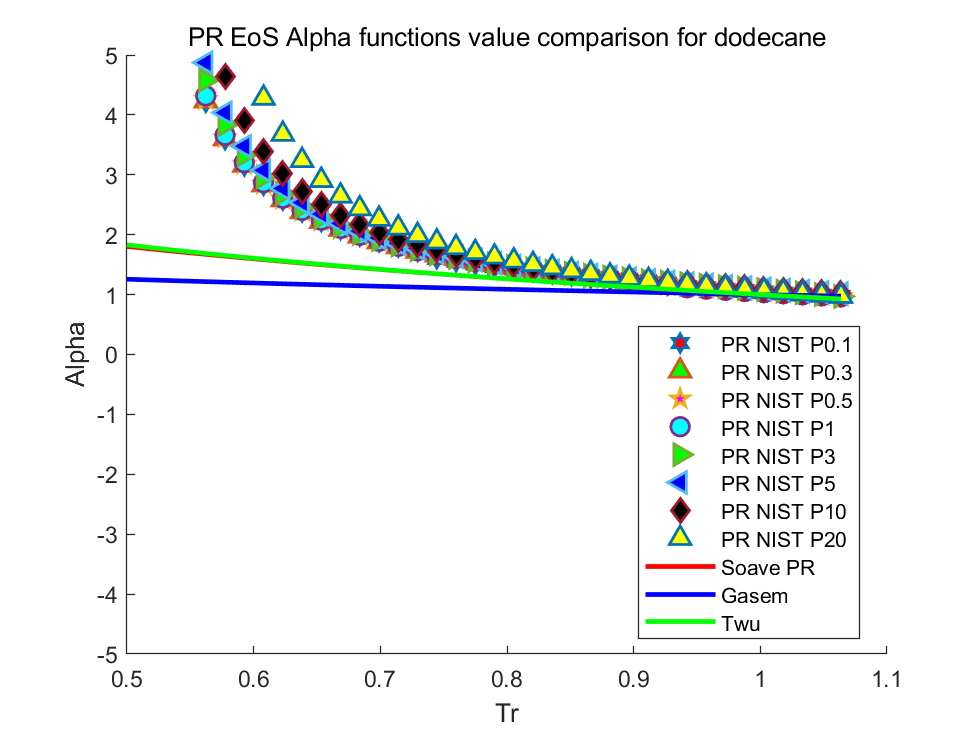 PR EoS Alpha functions value comparison for dodecane
5
4
3
2
1
0
-1
-2
-3
-4
-5
Alpha
0.5
0.6
0.7
0.8
0.9
1
1.1
Tr
PR NIST P0.1
PR NIST P0.3
PR NIST P0.5
PR NIST P1
PR NIST P3
PR NIST P5
PR NIST P10
PR NIST P20
Soave PR
Gasem
Twu